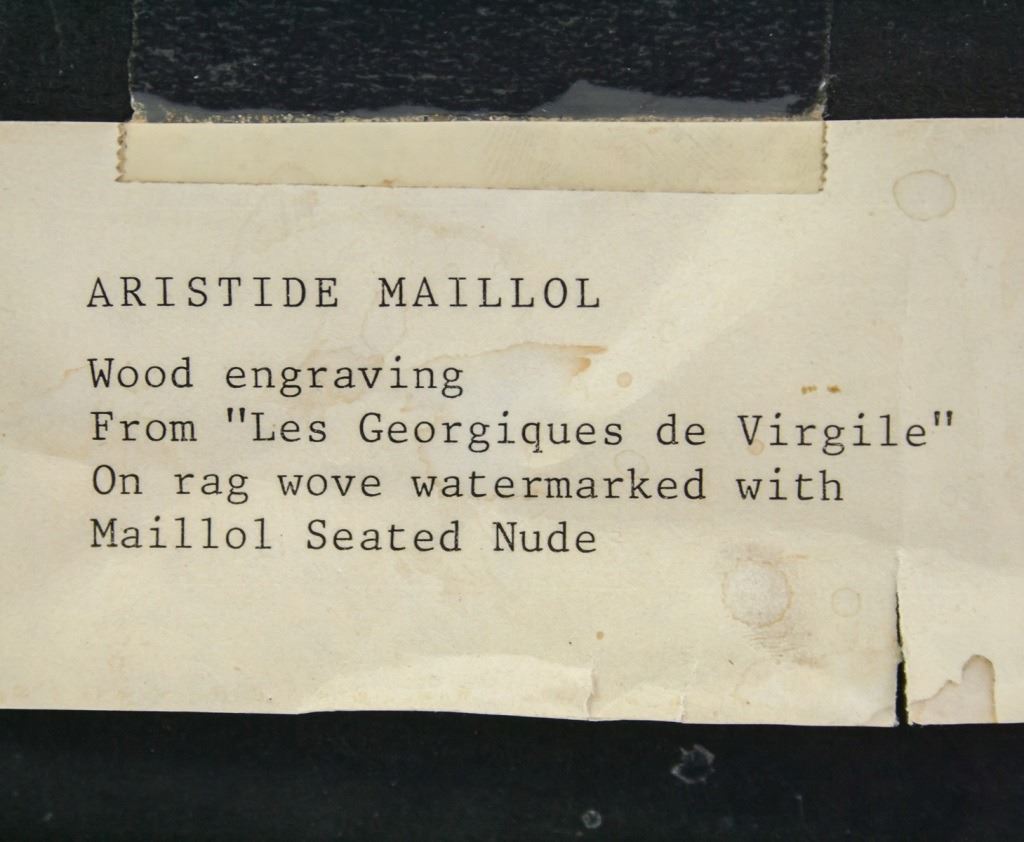 ARISTIDE MAILLOL
Wood engraving
From "Les Georgiques de Virgile"
On rag wove watermarked with
Maillol Seated Nude